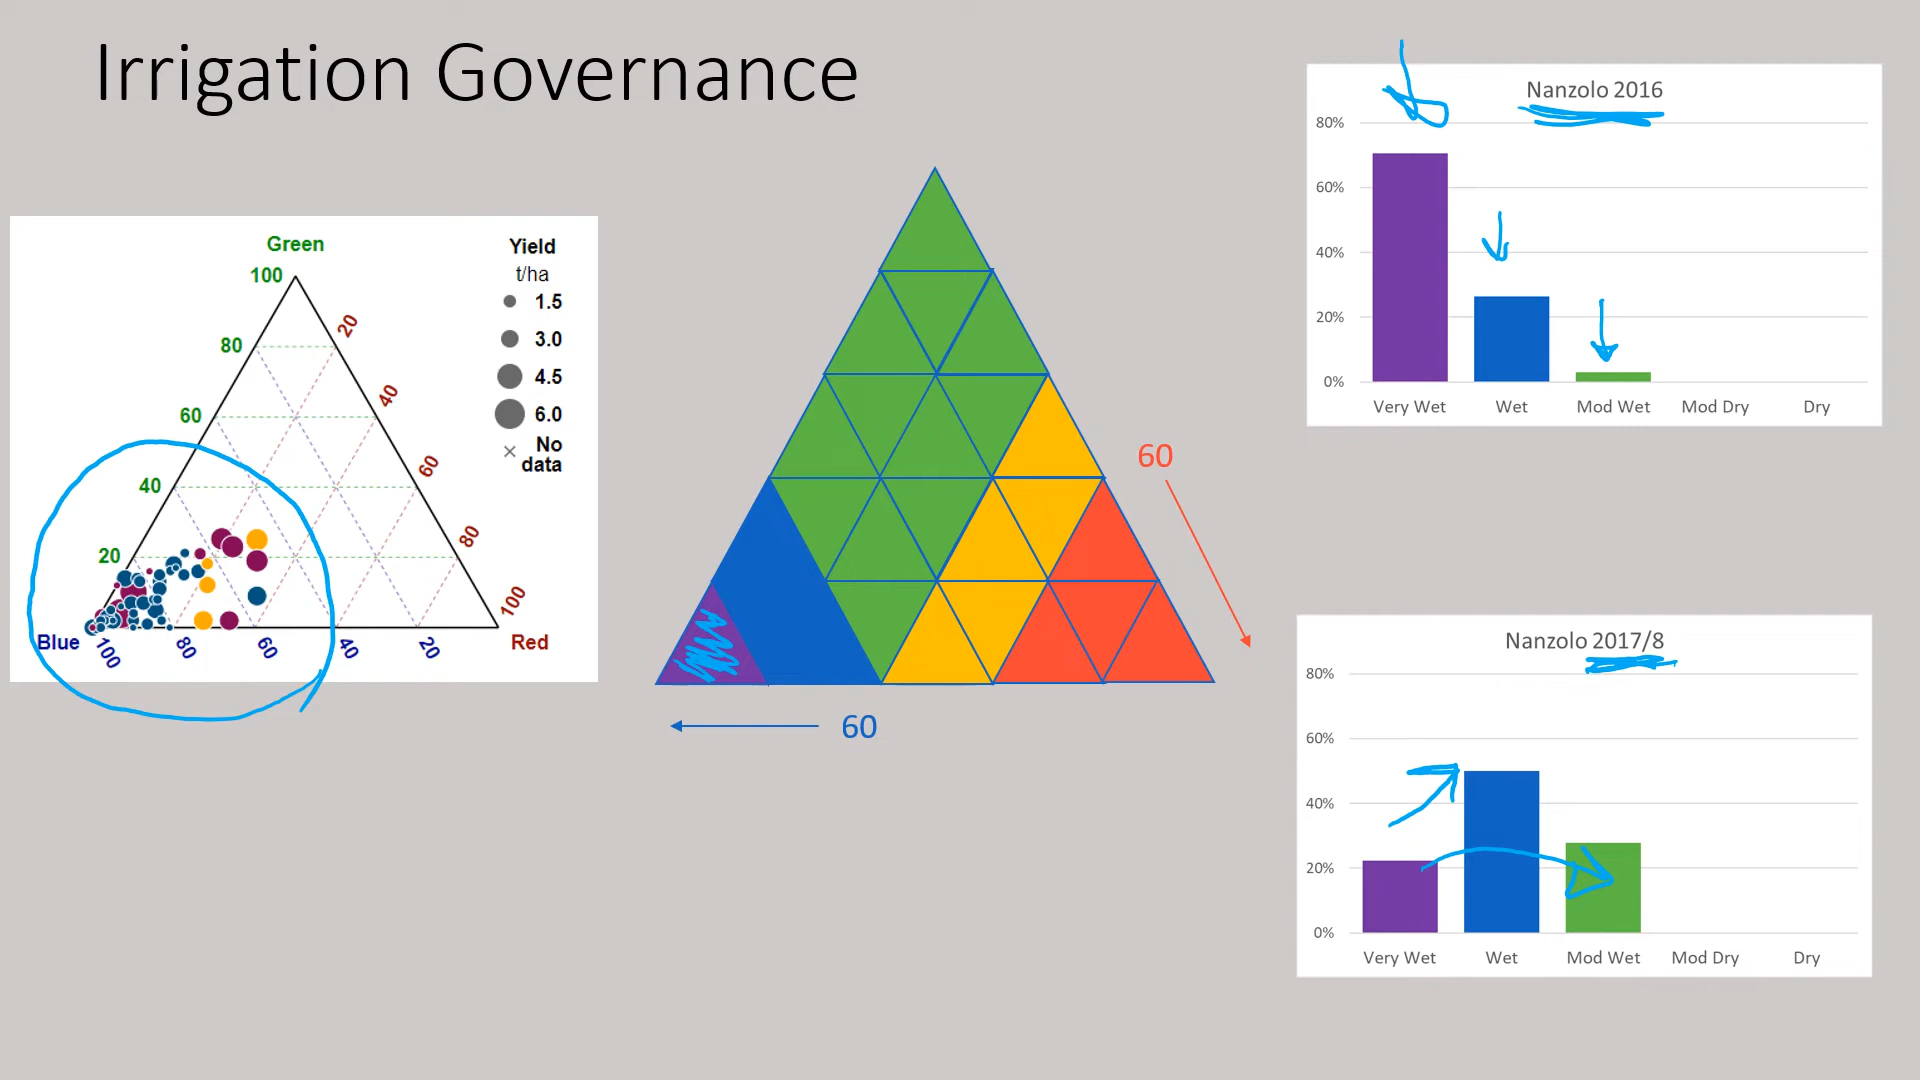 Irrigation Governance
Green
100
80
60
40
20
20
40
60
80
100
Blue
100
80
60
40
20
Red
Yield
t/ha
1.5
3.0
4.5
6.0
No
data
60
60
Nanzolo 2016
80%
60%
40%
20%
0%
Very Wet Wet Mod Wet Mod Dry Dry
Nanzolo 2017/8
80%
60%
40%
20%
0%
Very Wet Wet Mod Wet Mod Dry Dry